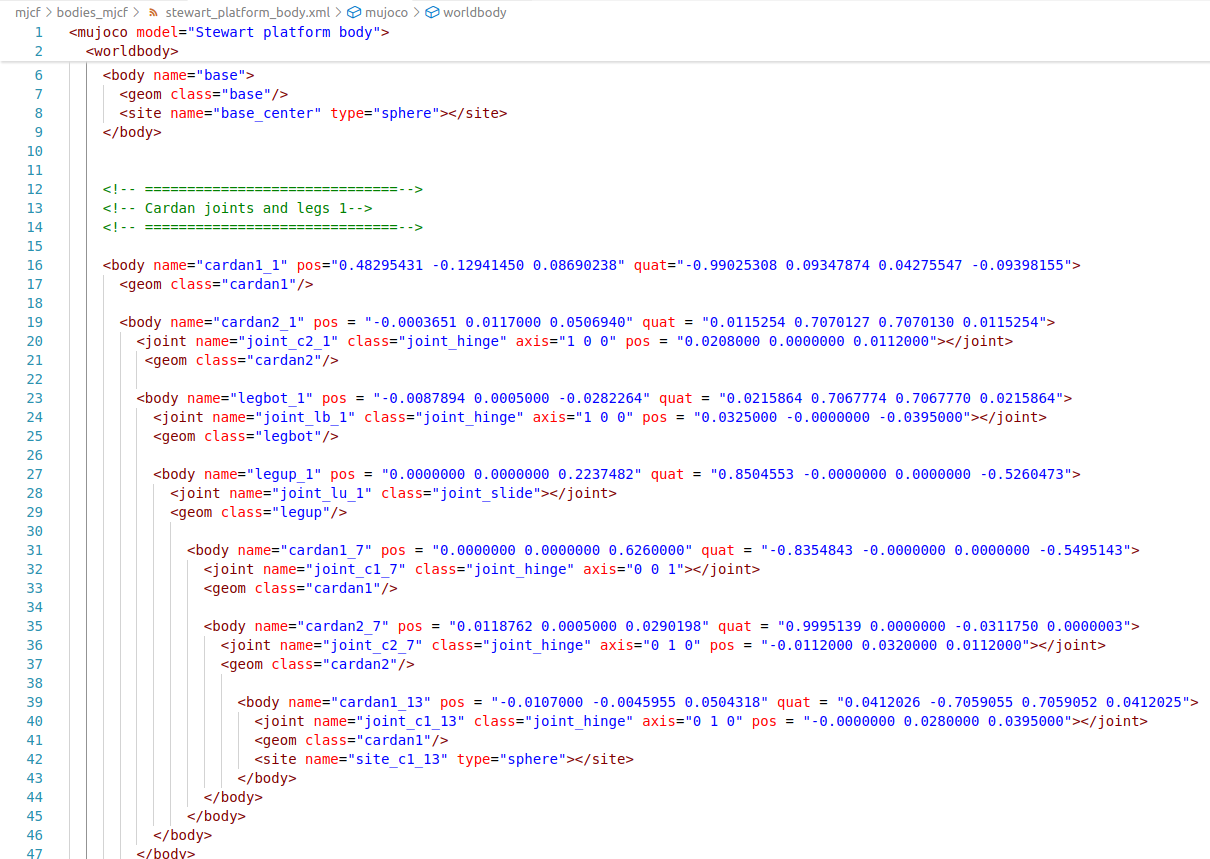 mjcf > bodies_mjcf > stewart_platform_body.xml > mujoco > worldbody
1 <mujoco model="Stewart platform body">
2 <worldbody>
6 <body name="base">
7 <geom class="base"/>
8 <site name="base_center" type="sphere"></site>
9 </body>
10
11
12 <!-- ==============================-->
13 <!-- Cardan joints and legs 1-->
14 <!-- ==============================-->
15
16 <body name="cardan1_1" pos="0.48295431 -0.12941450 0.08690238" quat="-0.99025308 0.09347874 0.04275547 -0.09398155">
17 <geom class="cardan1"/>
18
19 <body name="cardan2_1" pos = "-0.0003651 0.0117000 0.0506940" quat = "0.0115254 0.7070127 0.7070130 0.0115254">
20 <joint name="joint_c2_1" class="joint_hinge" axis="1 0 0" pos = "0.0208000 0.0000000 0.0112000"></joint>
21 <geom class="cardan2"/>
22
23 <body name="legbot_1" pos = "-0.0087894 0.0005000 -0.0282264" quat = "0.0215864 0.7067774 0.7067770 0.0215864">
24 <joint name="joint_lb_1" class="joint_hinge" axis="1 0 0" pos = "0.0325000 -0.0000000 -0.0395000"></joint>
25 <geom class="legbot"/>
26
27 <body name="legup_1" pos = "0.0000000 0.0000000 0.2237482" quat = "0.8504553 -0.0000000 0.0000000 -0.5260473">
28 <joint name="joint_lu_1" class="joint_slide"></joint>
29 <geom class="legup"/>
30
31 <body name="cardan1_7" pos = "0.0000000 0.0000000 0.6260000" quat = "-0.8354843 -0.0000000 0.0000000 -0.5495143">
32 <joint name="joint_c1_7" class="joint_hinge" axis="0 0 1"></joint>
33 <geom class="cardan1"/>
34
35 <body name="cardan2_7" pos = "0.0118762 0.0005000 0.0290198" quat = "0.9995139 0.0000000 -0.0311750 0.0000003">
36 <joint name="joint_c2_7" class="joint_hinge" axis="0 1 0" pos = "-0.0112000 0.0320000 0.0112000"></joint>
37 <geom class="cardan2"/>
38
39 <body name="cardan1_13" pos = "-0.0107000 -0.0045955 0.0504318" quat = "0.0412026 -0.7059055 0.7059052 0.0412025">
40 <joint name="joint_c1_13" class="joint_hinge" axis="0 1 0" pos = "-0.0000000 0.0280000 0.0395000"></joint>
41 <geom class="cardan1"/>
42 <site name="site_c1_13" type="sphere"></site>
43 </body>
44 </body>
45 </body>
46 </body>
47 </body>